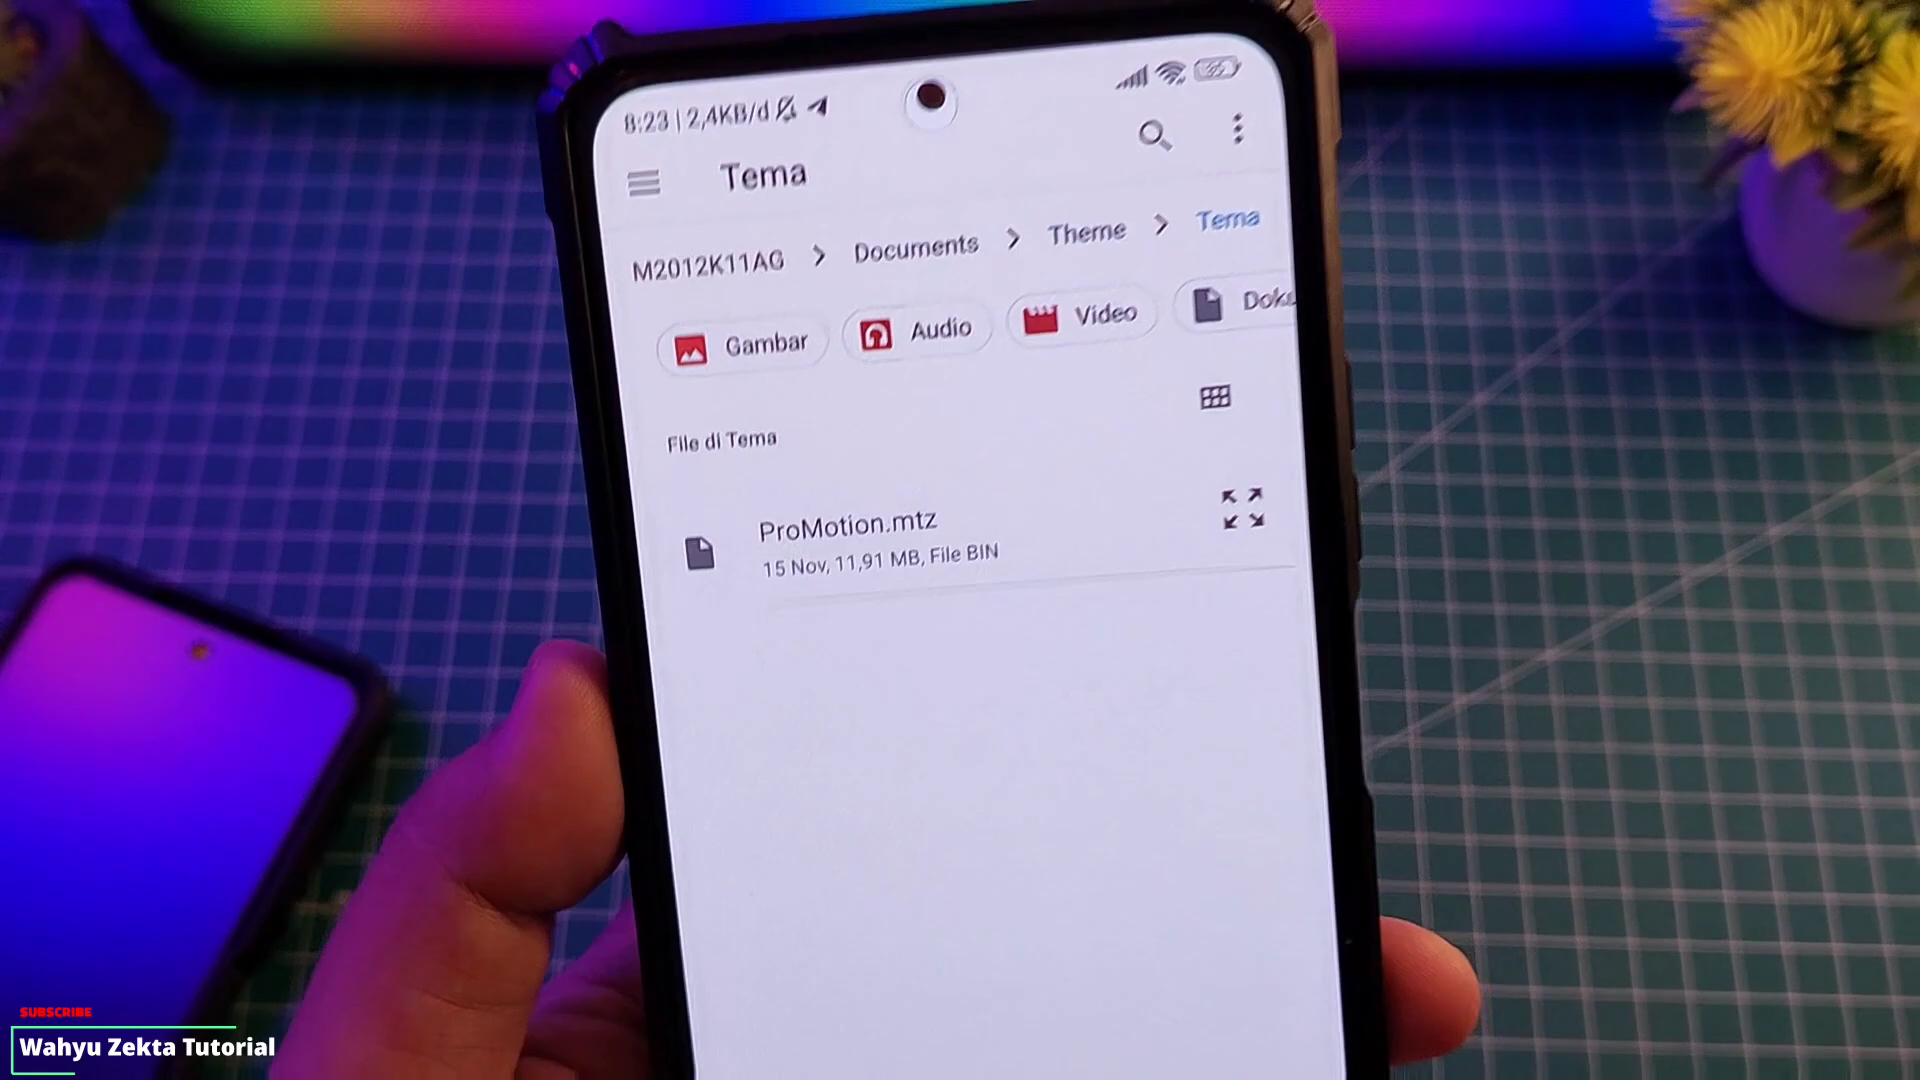 8:23 | 2,4KB/d
Tema
M2012K11AG > Documents > Theme > Tema
Gambar Audio Video Doku
File di Tema
ProMotion.mtz
15 Nov, 11,91 MB, File BIN
SUBSCRIBE
Wahyu Zekta Tutorial